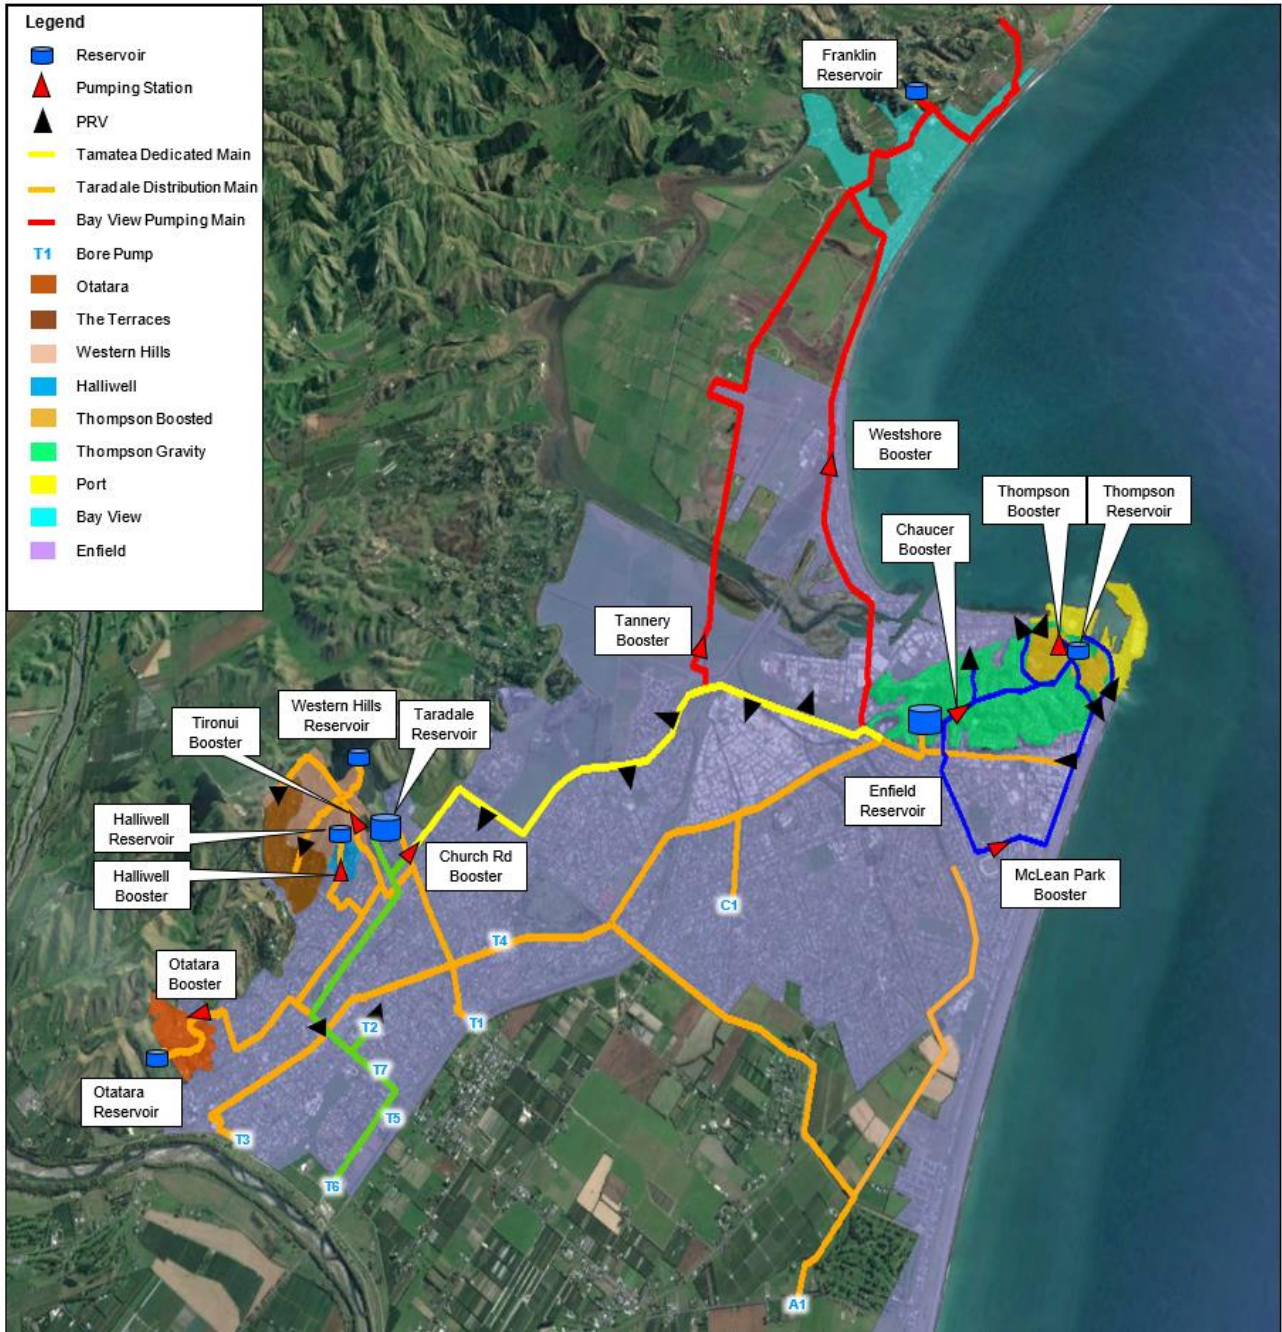 Legend
Reservoir
Pumping Station
PRV
Tamatea Dedicated Main
Taradale Distribution Main
Bay View Pumping Main
T1 Bore Pump
Otatara
The Terraces
Western Hills
Halliwell
Thompson Boosted
Thompson Gravity
Port
Bay View
Enfield
Franklin
Reservoir
Westshore
Booster
Thompson
Booster
Thompson
Reservoir
Chaucer
Booster
Tannery
Booster
Western Hills
Reservoir
Taradale
Reservoir
Tironui
Booster
Halliwell
Reservoir
Halliwell
Booster
Church Rd
Booster
Enfield
Reservoir
McLean Park
Booster
C1
T4
Otatara
Booster
T1
T2
T7
Otatara
Reservoir
T5
T3
T6
A1